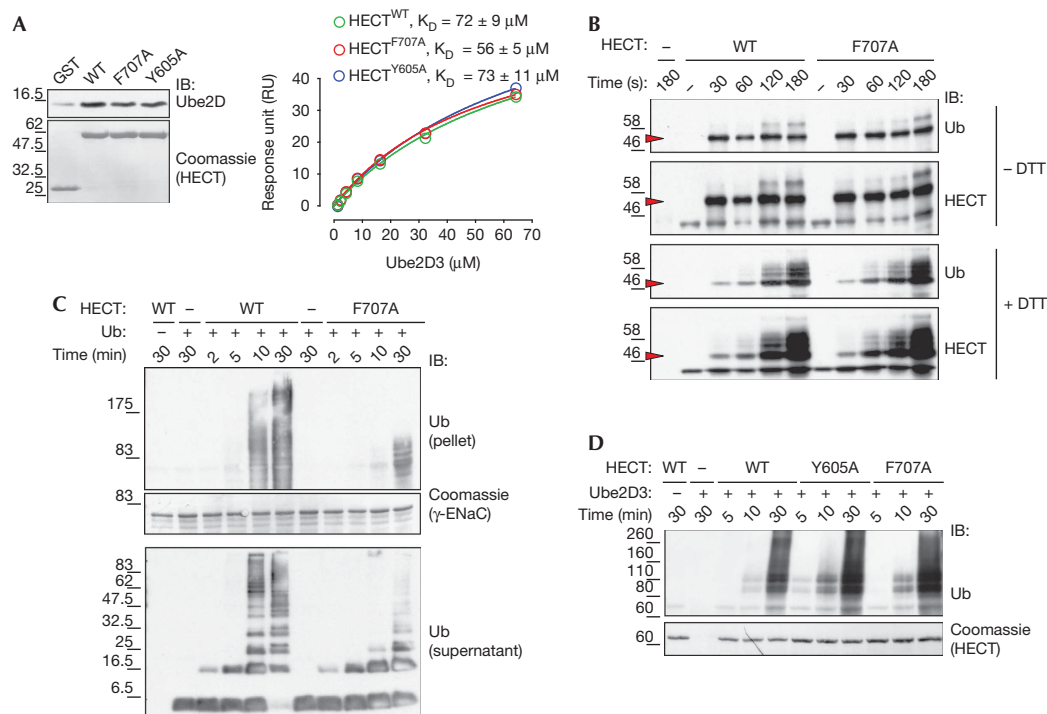 A
GST
WT
F707A
Y605A
IB:
16.5
Ube2D
62
47.5
32.5
25
Coomassie
(HECT)
HECT^WT, K_D = 72 ± 9 μM
HECT^F707A, K_D = 56 ± 5 μM
HECT^Y605A, K_D = 73 ± 11 μM
Response unit (RU)
40
30
20
10
0
0 10 20 30 40 50 60 70
Ube2D3 (μM)
B
HECT: – WT F707A
Time (s): 180 – 30 60 120 180 – 30 60 120 180
IB:
58
46
Ub
58
46
HECT
– DTT
58
46
Ub
58
46
HECT
+ DTT
C
HECT: WT – WT – F707A
Ub: – + + + + + + + + + +
Time (min) 30 30 2 5 10 30 30 2 5 10 30
IB:
175
83
Ub
(pellet)
83
Coomassie
(γ-ENaC)
83
62
47.5
32.5
25
16.5
6.5
Ub
(supernatant)
D
HECT: WT – WT Y605A F707A
Ube2D3: – + + + + + + + + + +
Time (min) 30 30 5 10 30 5 10 30 5 10 30
IB:
260
160
110
80
60
Ub
60
Coomassie
(HECT)